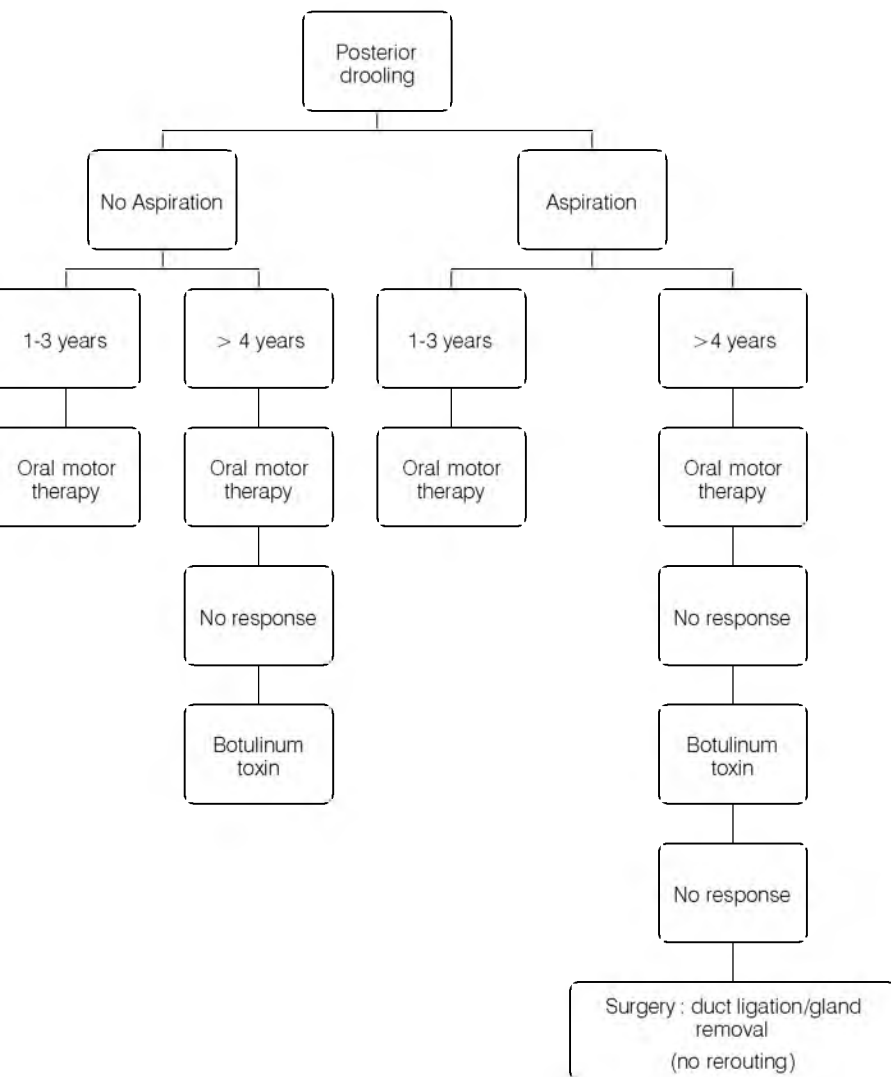 Posterior
drooling
No Aspiration
Aspiration
1-3 years
> 4 years
1-3 years
>4 years
Oral motor
therapy
Oral motor
therapy
Oral motor
therapy
Oral motor
therapy
No response
No response
Botulinum
toxin
Botulinum
toxin
No response
Surgery : duct ligation/gland
removal
(no rerouting)